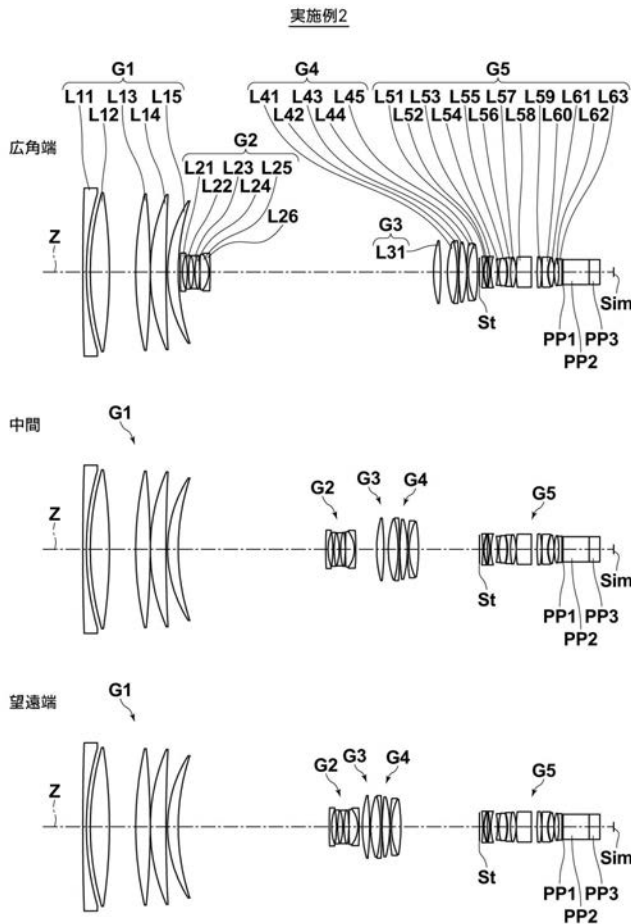 実施例2
G1 G4 G5
L11 L13 L15 L41 L43 L45 L51 L53 L55 L57 L59 L61 L63
L12 L14 G2 L42 L44 L52 L54 L56 L58 L60 L62
広角端
L21 L23 L25
L22 L24
L26
G3
L31
Z
Sim
St
PP1 PP3
PP2
中間
G1
G2 G3 G4 G5
Z
Sim
St
PP1 PP3
PP2
望遠端
G1
G2 G3 G4 G5
Z
Sim
St
PP1 PP3
PP2